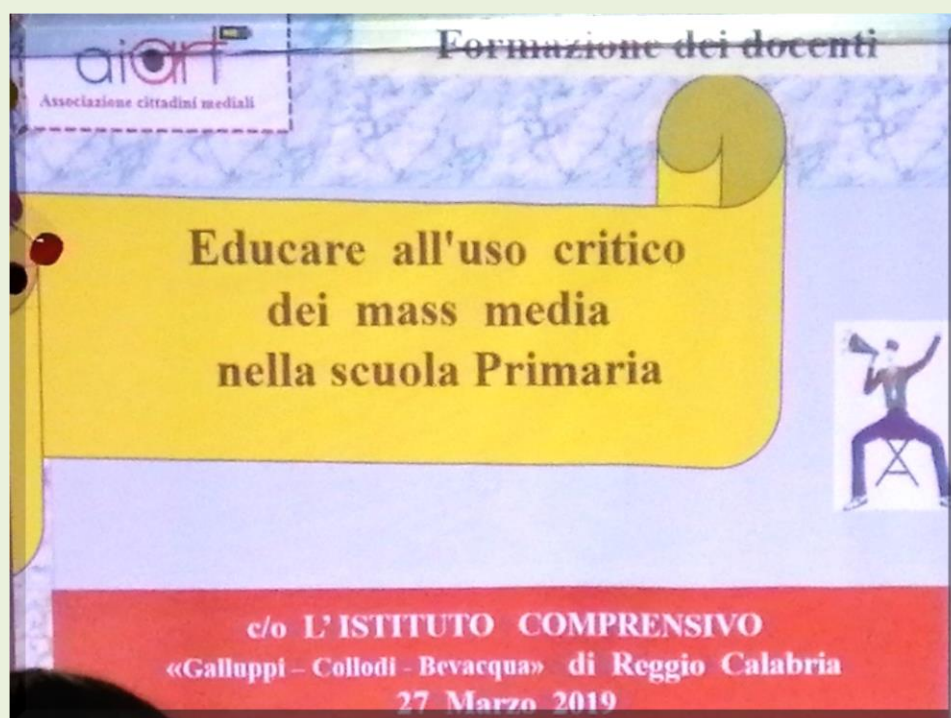 aiart
Associazione cittadini mediali
Formazione dei docenti
Educare all'uso critico
dei mass media
nella scuola Primaria
c/o L'ISTITUTO COMPRENSIVO
«Galluppi – Collodi - Bevacqua» di Reggio Calabria
27 Marzo 2019